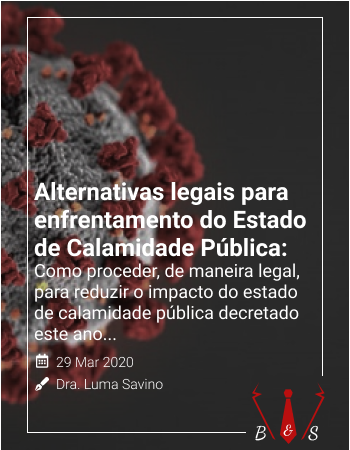 Alternativas legais para
enfrentamento do Estado
de Calamidade Pública:
Como proceder, de maneira legal,
para reduzir o impacto do estado
de calamidade pública decretado
este ano...
29 Mar 2020
Dra. Luma Savino
B & S